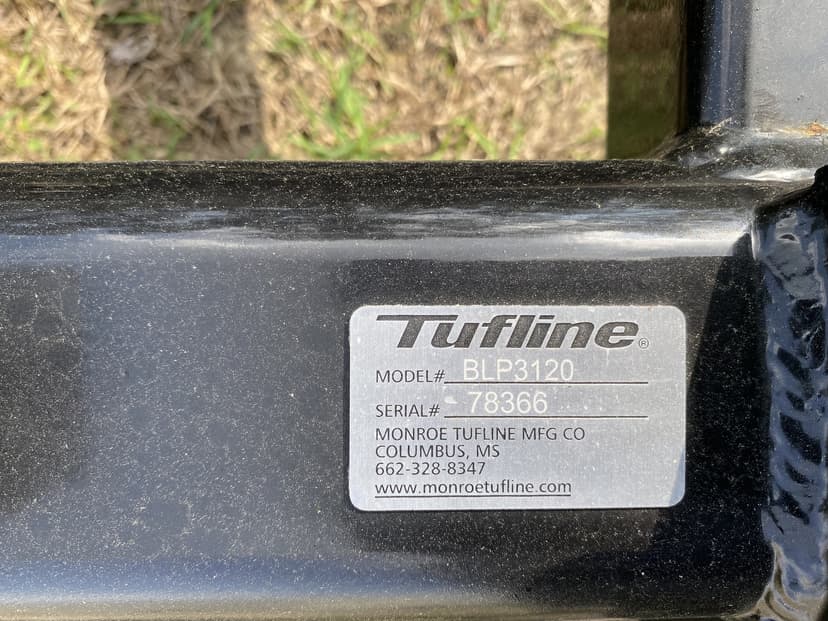 Tufline®
MODEL# BLP3120
SERIAL# 78366
MONROE TUFLINE MFG CO
COLUMBUS, MS
662-328-8347
www.monroetufline.com